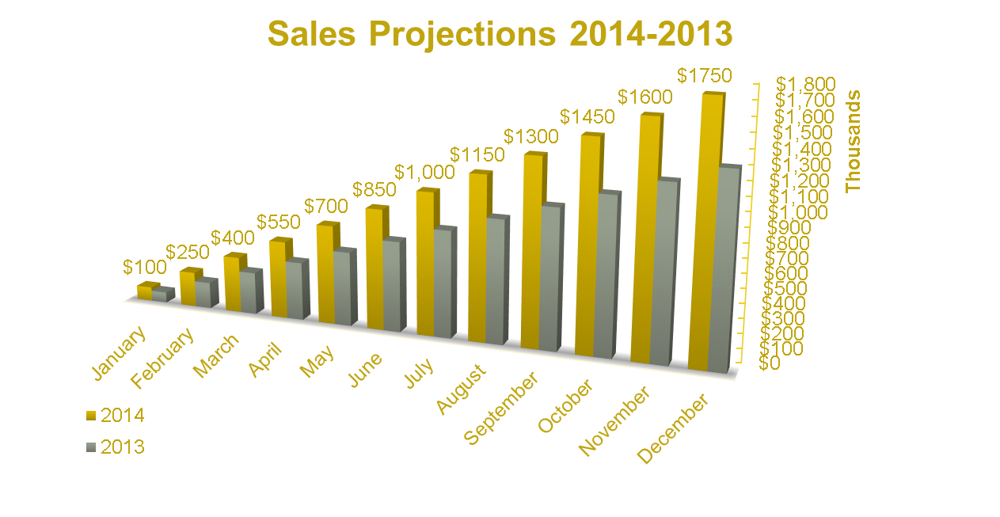 Sales Projections 2014-2013
$100
$250
$400
$550
$700
$850
$1,000
$1150
$1300
$1450
$1600
$1750
$1,800
$1,700
$1,600
$1,500
$1,400
$1,300
$1,200
$1,100
$1,000
$900
$800
$700
$600
$500
$400
$300
$200
$100
$0
Thousands
January
February
March
April
May
June
July
August
September
October
November
December
2014
2013